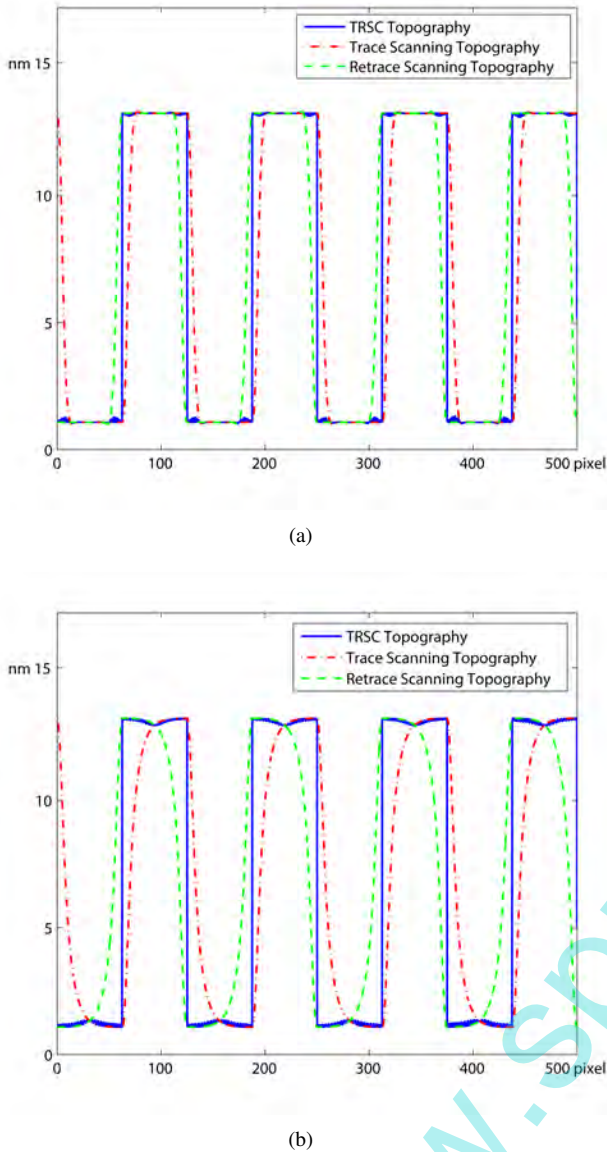 TRSC Topography
Trace Scanning Topography
Retrace Scanning Topography
nm 15
10
5
0
0 100 200 300 400 500 pixel
(a)
TRSC Topography
Trace Scanning Topography
Retrace Scanning Topography
nm 15
10
5
0
0 100 200 300 400 500 pixel
(b)
www.sp